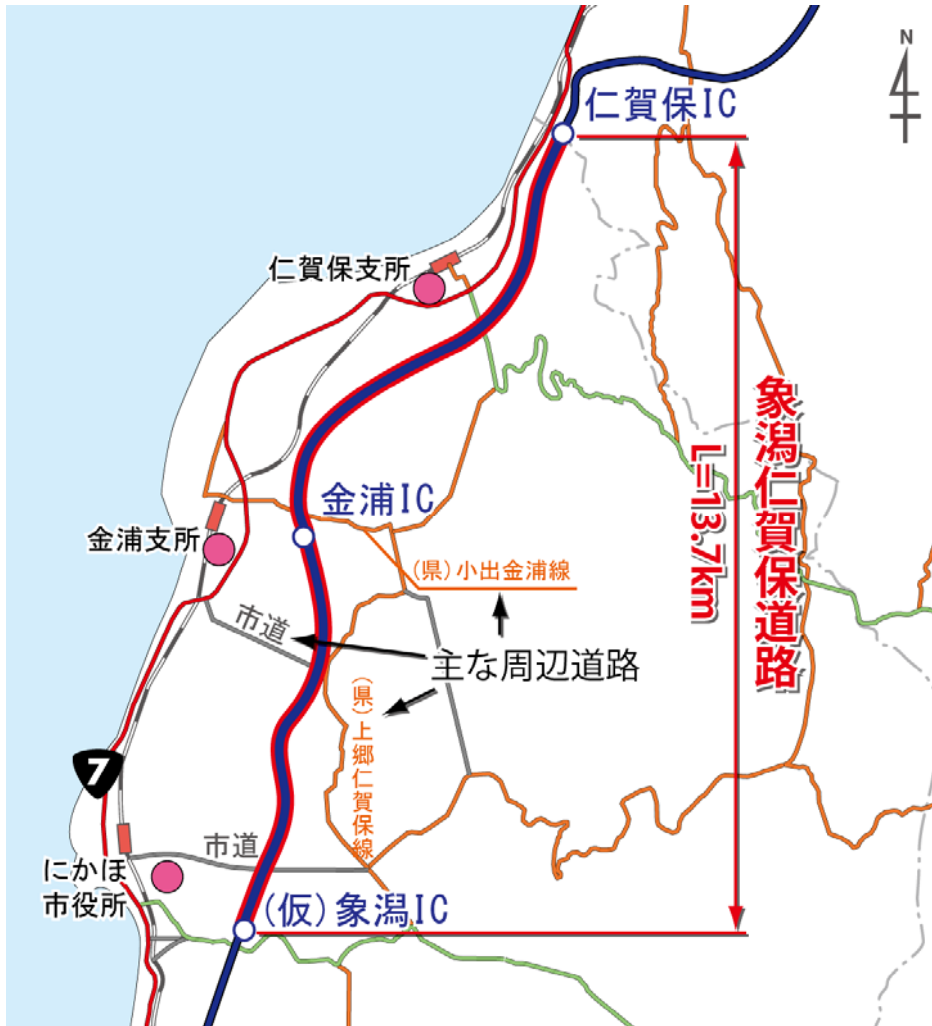 N
仁賀保IC
仁賀保支所
象潟仁賀保道路
L=13.7km
金浦IC
金浦支所
(県)小出金浦線
市道
主な周辺道路
(県)上郷仁賀保線
7
市道
にかほ
市役所
(仮)象潟IC